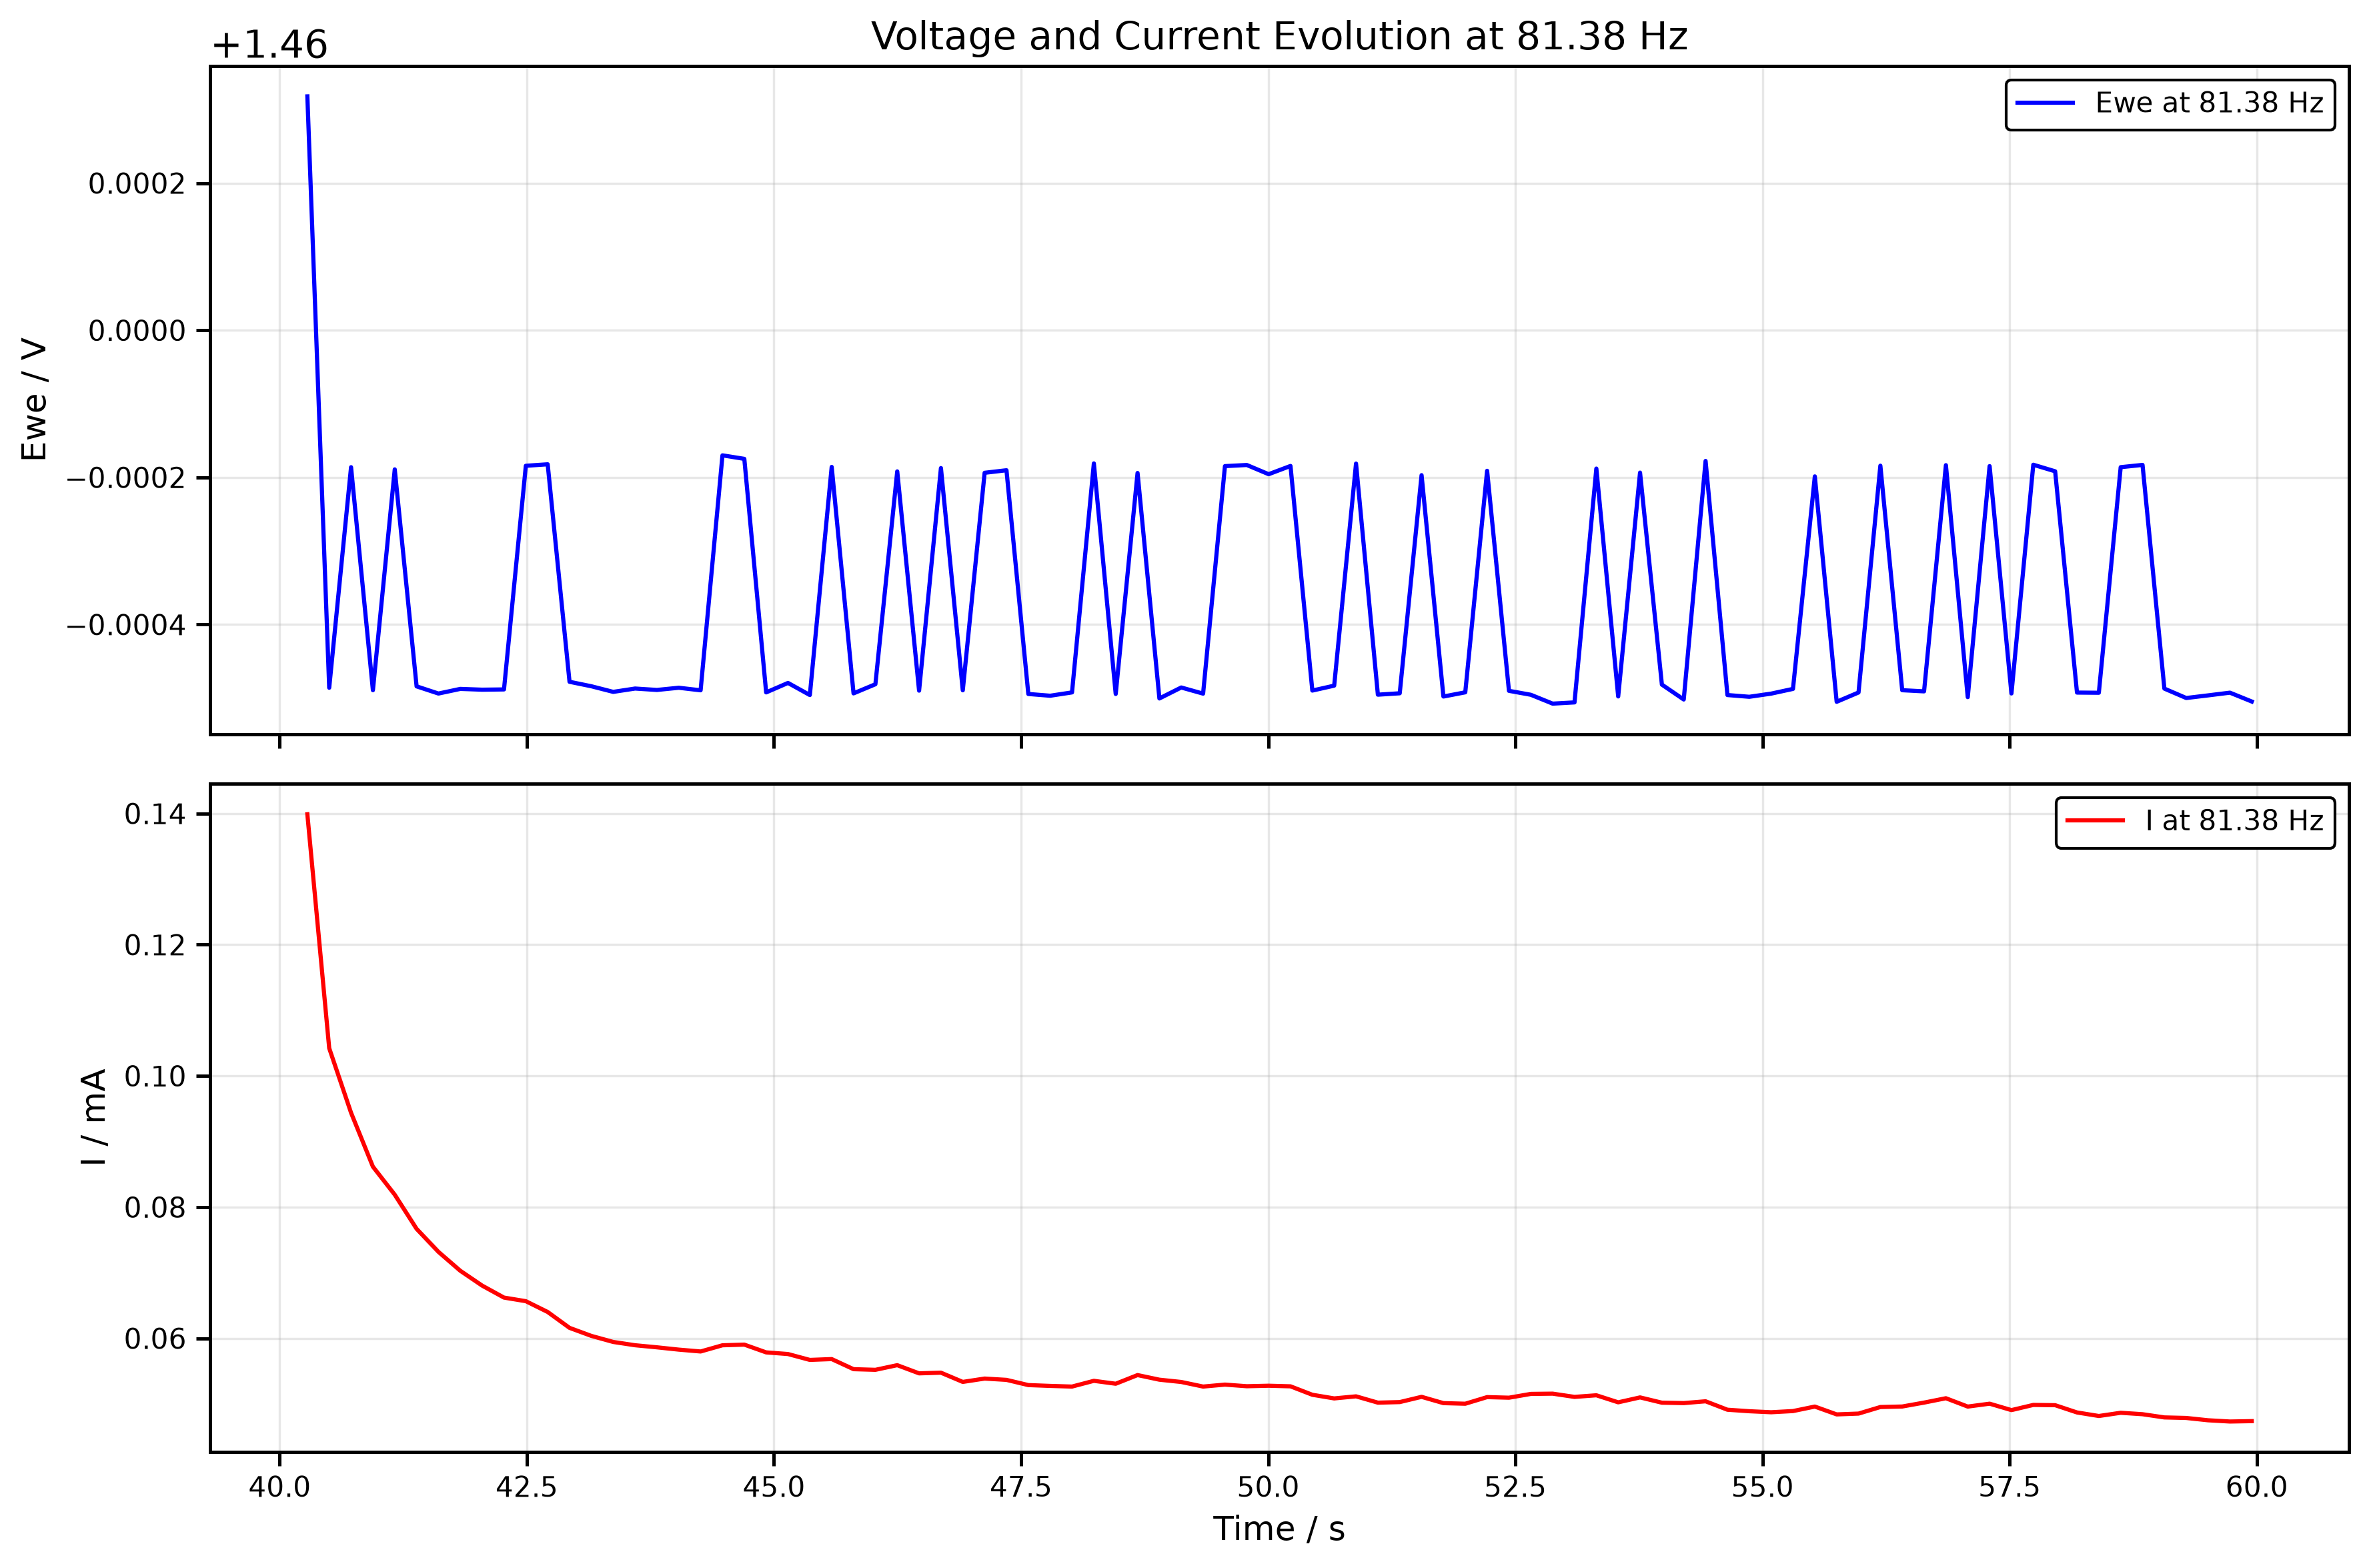 Voltage and Current Evolution at 81.38 Hz
+1.46
Ewe at 81.38 Hz
0.0002
0.0000
−0.0002
−0.0004
Ewe / V
I at 81.38 Hz
0.14
0.12
0.10
0.08
0.06
I / mA
40.0 42.5 45.0 47.5 50.0 52.5 55.0 57.5 60.0
Time / s